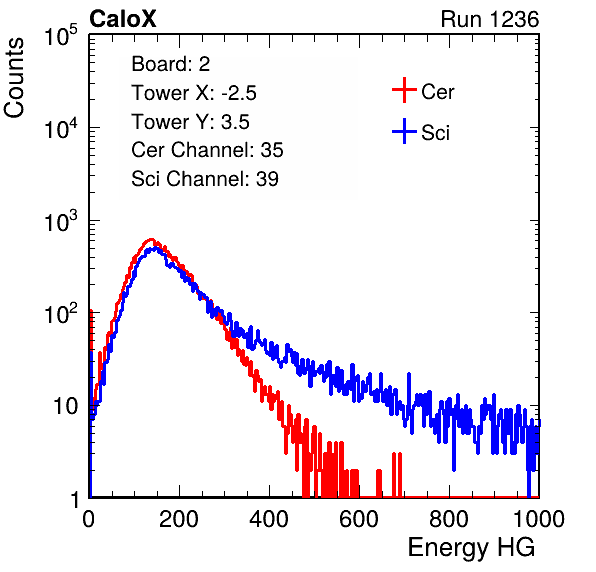 CaloX Run 1236
Counts
10^5
10^4
10^3
10^2
10
1
Board: 2
Tower X: -2.5
Tower Y: 3.5
Cer Channel: 35
Sci Channel: 39
Cer
Sci
0 200 400 600 800 1000
Energy HG